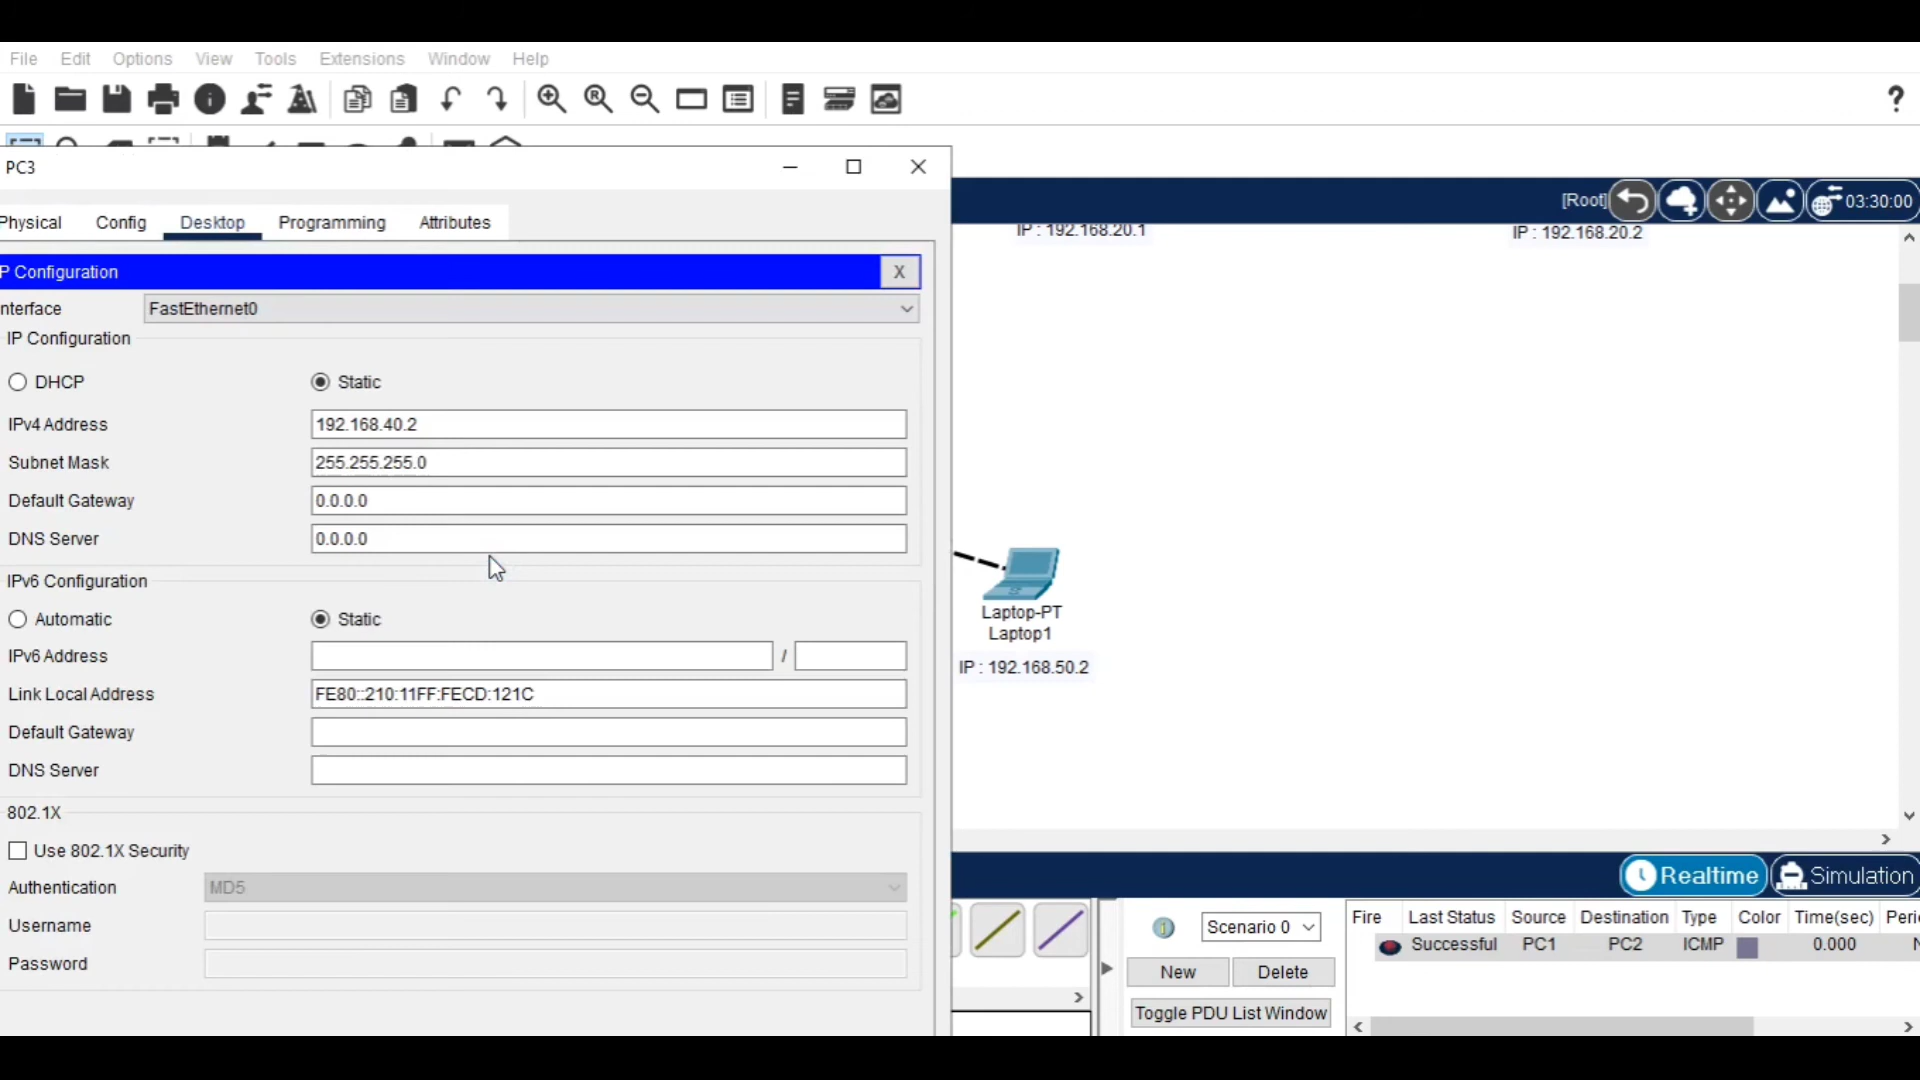 File Edit Options View Tools Extensions Window Help
?
PC3
[Root] 03:30:00
Physical Config Desktop Programming Attributes
IP : 192.168.20.1 IP : 192.168.20.2
P Configuration X
nterface FastEthernet0
IP Configuration
DHCP Static
IPv4 Address 192.168.40.2
Subnet Mask 255.255.255.0
Default Gateway 0.0.0.0
DNS Server 0.0.0.0
IPv6 Configuration
Automatic Static
IPv6 Address /
Link Local Address FE80::210:11FF:FECD:121C
Default Gateway
DNS Server
802.1X
Use 802.1X Security
Authentication MD5
Username
Password
Laptop-PT
Laptop1
IP : 192.168.50.2
Realtime Simulation
Scenario 0
New Delete
Toggle PDU List Window
Fire Last Status Source Destination Type Color Time(sec) Peri
Successful PC1 PC2 ICMP 0.000 N